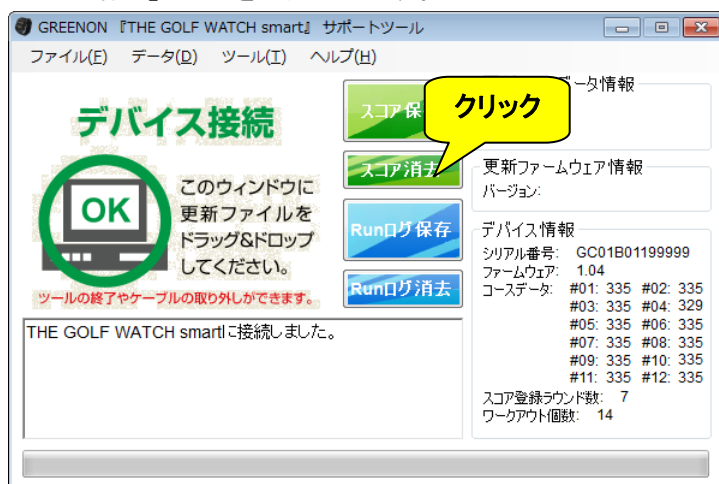 GREENON 『THE GOLF WATCH smart』 サポートツール
ファイル(F) データ(D) ツール(T) ヘルプ(H)
デバイス接続
OK
このウィンドウに
更新ファイルを
ドラッグ&ドロップ
してください。
ツールの終了やケーブルの取り外しができます。
スコア保
クリック
スコア消去
Runログ保存
Runログ消去
データ情報
更新ファームウェア情報
バージョン:
デバイス情報
シリアル番号: GC01B01199999
ファームウェア: 1.04
コースデータ: #01: 335 #02: 335
#03: 335 #04: 329
#05: 335 #06: 335
#07: 335 #08: 335
#09: 335 #10: 335
#11: 335 #12: 335
スコア登録ラウンド数: 7
ワークアウト個数: 14
THE GOLF WATCH smartに接続しました。